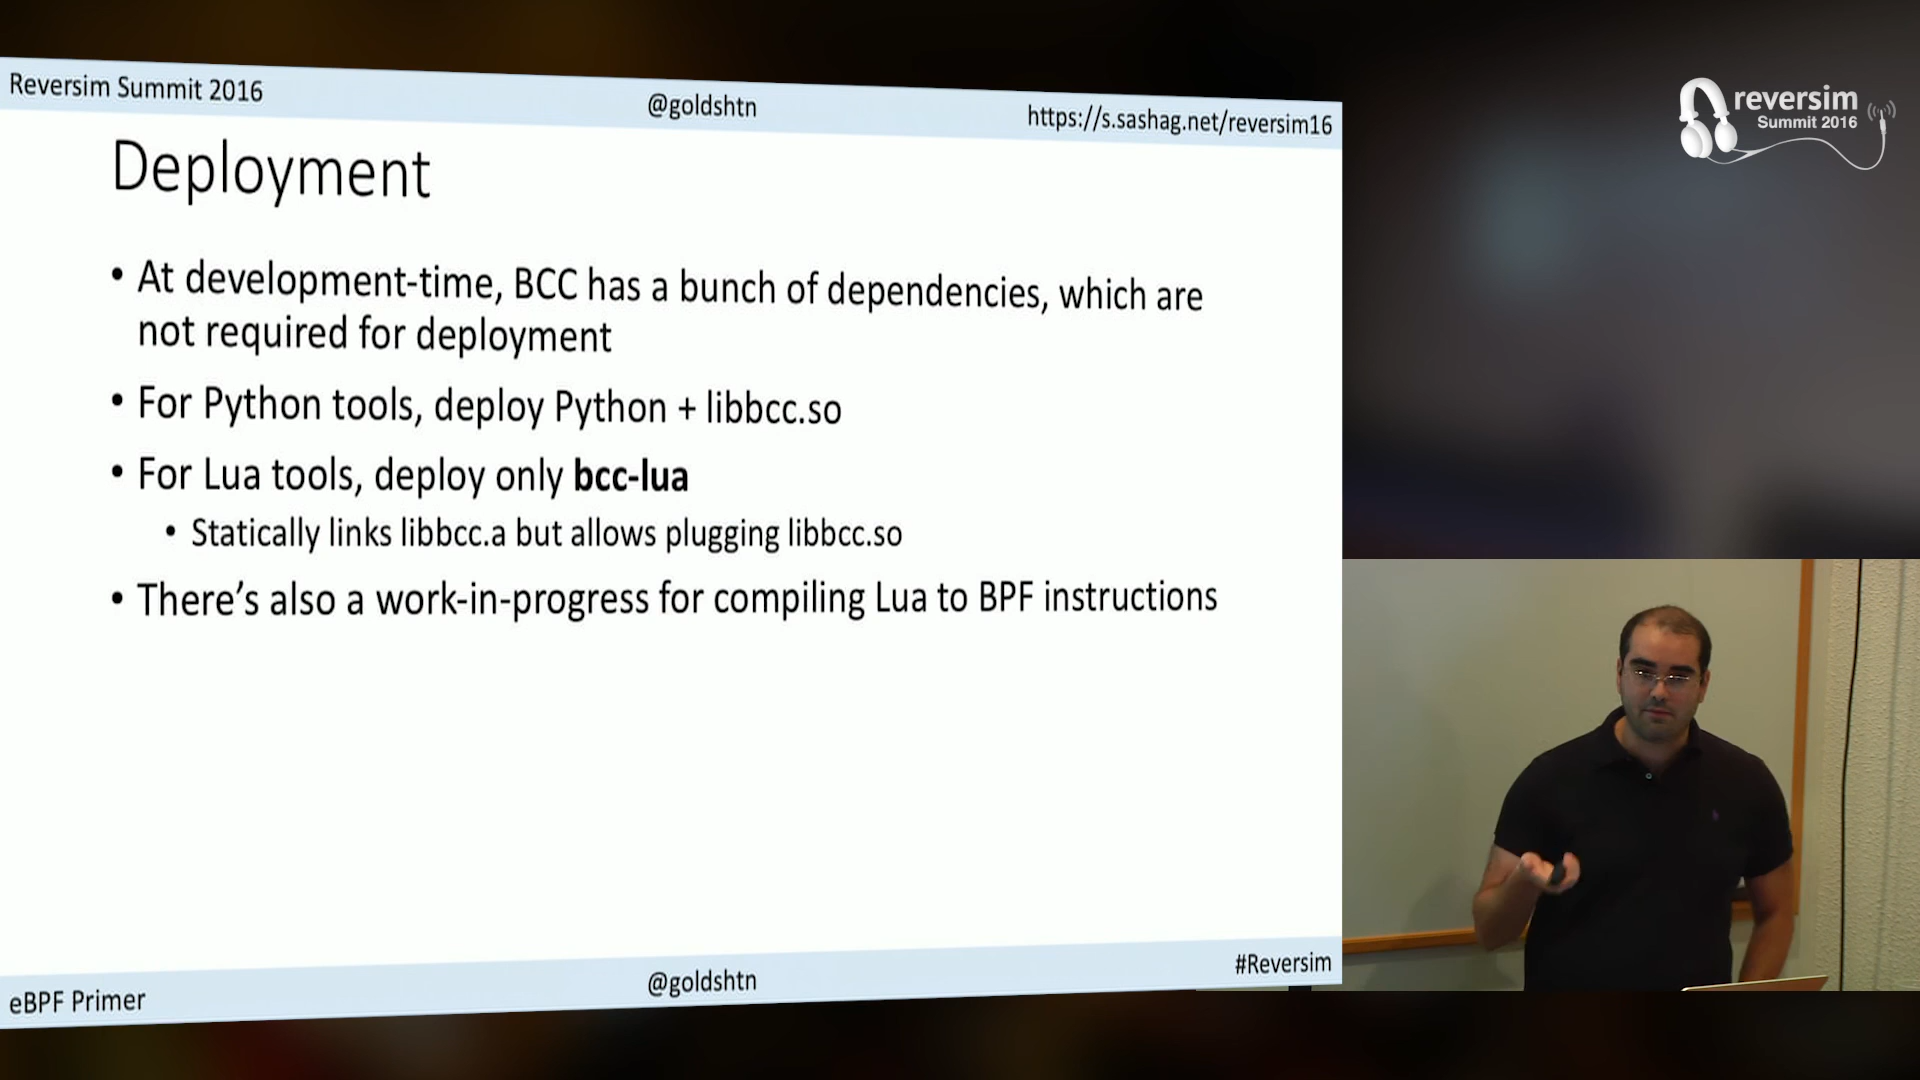 Reversim Summit 2016
@goldshtn
https://s.sashag.net/reversim16
reversim
Summit 2016
Deployment
• At development-time, BCC has a bunch of dependencies, which are
not required for deployment
• For Python tools, deploy Python + libbcc.so
• For Lua tools, deploy only bcc-lua
• Statically links libbcc.a but allows plugging libbcc.so
• There's also a work-in-progress for compiling Lua to BPF instructions
eBPF Primer
@goldshtn
#Reversim